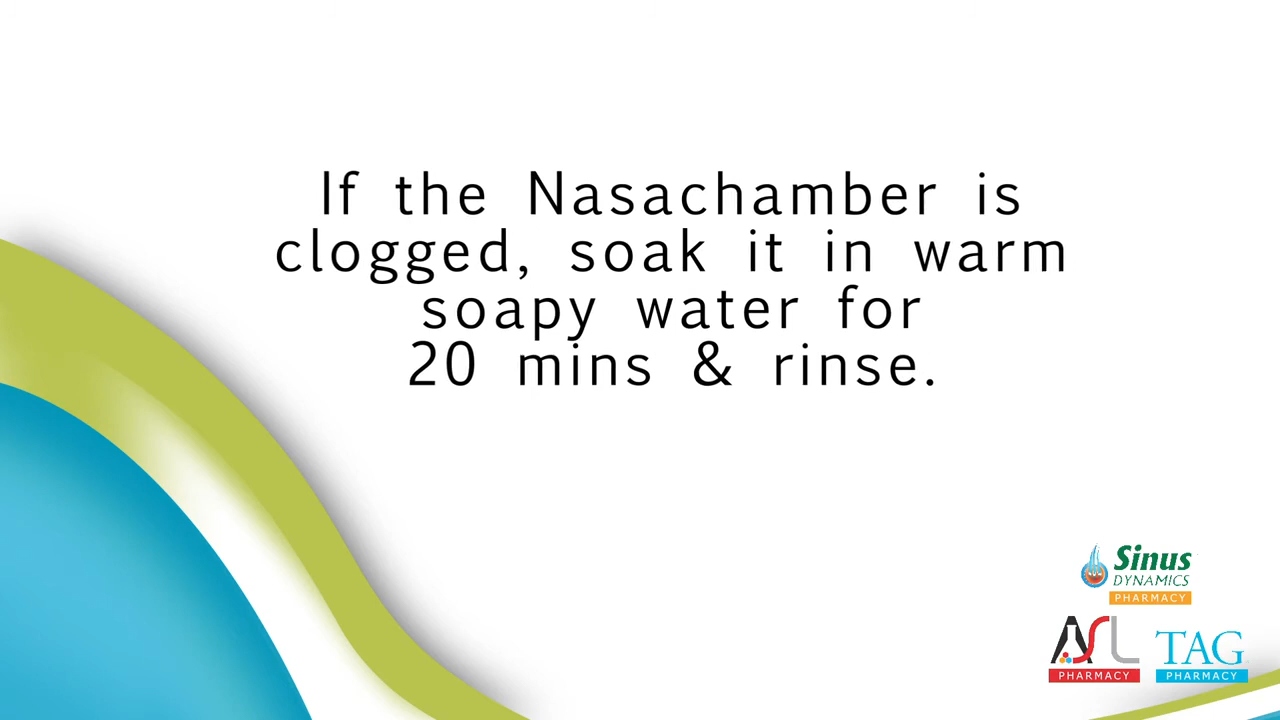 If the Nasachamber is
clogged, soak it in warm
soapy water for
20 mins & rinse.
Sinus
DYNAMICS
PHARMACY
ASL
PHARMACY
TAG
PHARMACY